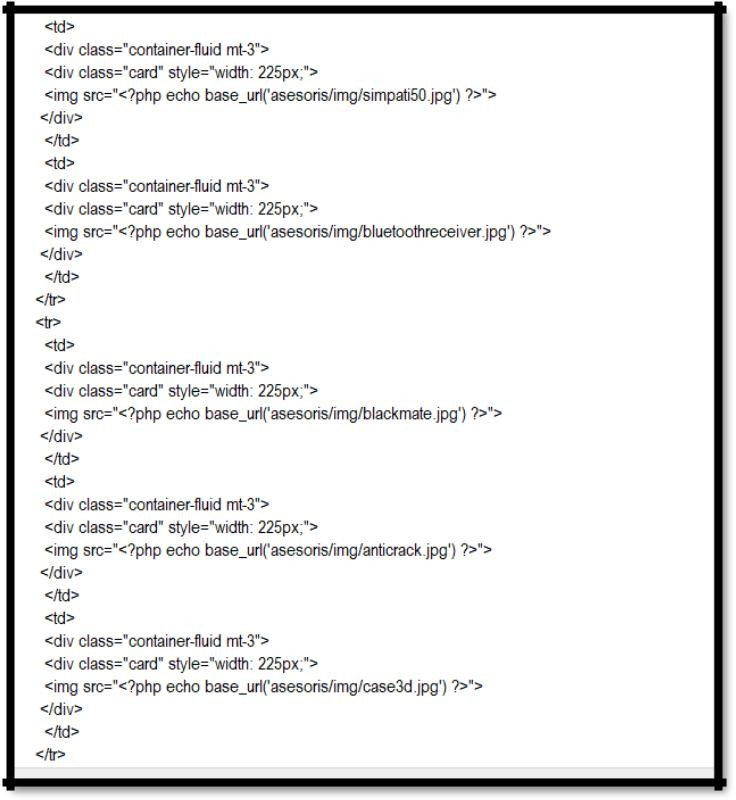 <td>
<div class="container-fluid mt-3">
<div class="card" style="width: 225px;">
<img src="<?php echo base_url('asesoris/img/simpati50.jpg') ?>">
</div>
</td>
<td>
<div class="container-fluid mt-3">
<div class="card" style="width: 225px;">
<img src="<?php echo base_url('asesoris/img/bluetoothreceiver.jpg') ?>">
</div>
</td>
</tr>
<tr>
<td>
<div class="container-fluid mt-3">
<div class="card" style="width: 225px;">
<img src="<?php echo base_url('asesoris/img/blackmate.jpg') ?>">
</div>
</td>
<td>
<div class="container-fluid mt-3">
<div class="card" style="width: 225px;">
<img src="<?php echo base_url('asesoris/img/anticrack.jpg') ?>">
</div>
</td>
<td>
<div class="container-fluid mt-3">
<div class="card" style="width: 225px;">
<img src="<?php echo base_url('asesoris/img/case3d.jpg') ?>">
</div>
</td>
</tr>